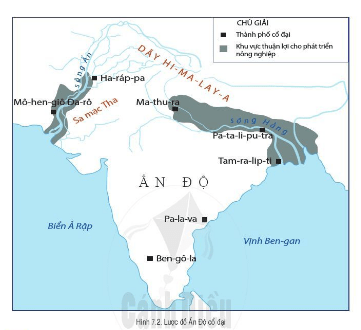 CHÚ GIẢI
Thành phố cổ đại
Khu vực thuận lợi cho phát triển
nông nghiệp
DÃY HI-MA-LAY-A
sông Ấn
Ha-ráp-pa
Mô-hen-giô Đa-rô
Sa mạc Tha
Ma-thu-ra
sông Hằng
Pa-ta-li-pu-tra
Tam-ra-lip-ti
ẤN ĐỘ
Pa-la-va
Biển Ả Rập
Vịnh Ben-gan
Ben-gô-la
Cánh Diều
Hình 7.2. Lược đồ Ấn Độ cổ đại